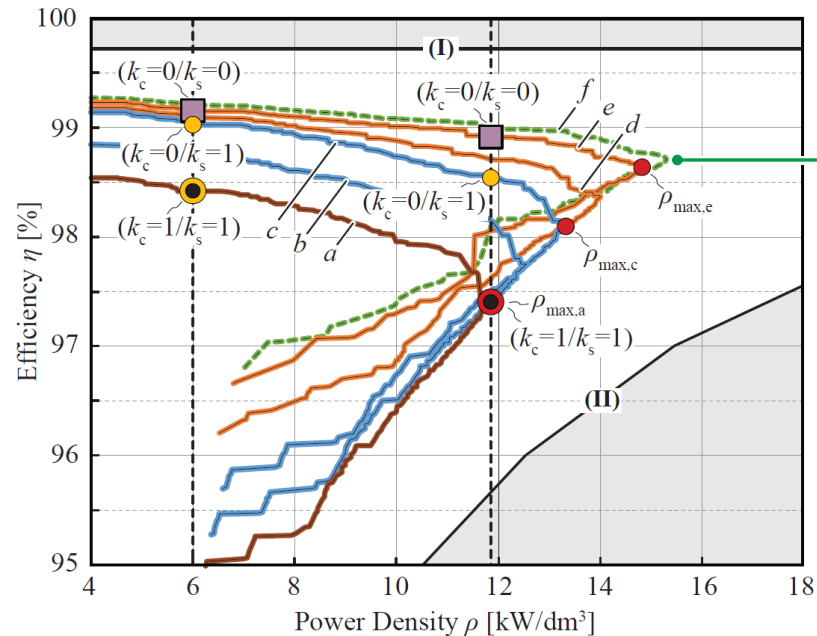 100
99
98
97
96
95
Efficiency η [%]
(I)
(kc=0/ks=0)
(kc=0/ks=0)
f
e
d
(kc=0/ks=1)
(kc=0/ks=1)
(kc=1/ks=1)
c
b
a
ρmax,e
ρmax,c
ρmax,a
(kc=1/ks=1)
(II)
4 6 8 10 12 14 16 18
Power Density ρ [kW/dm³]